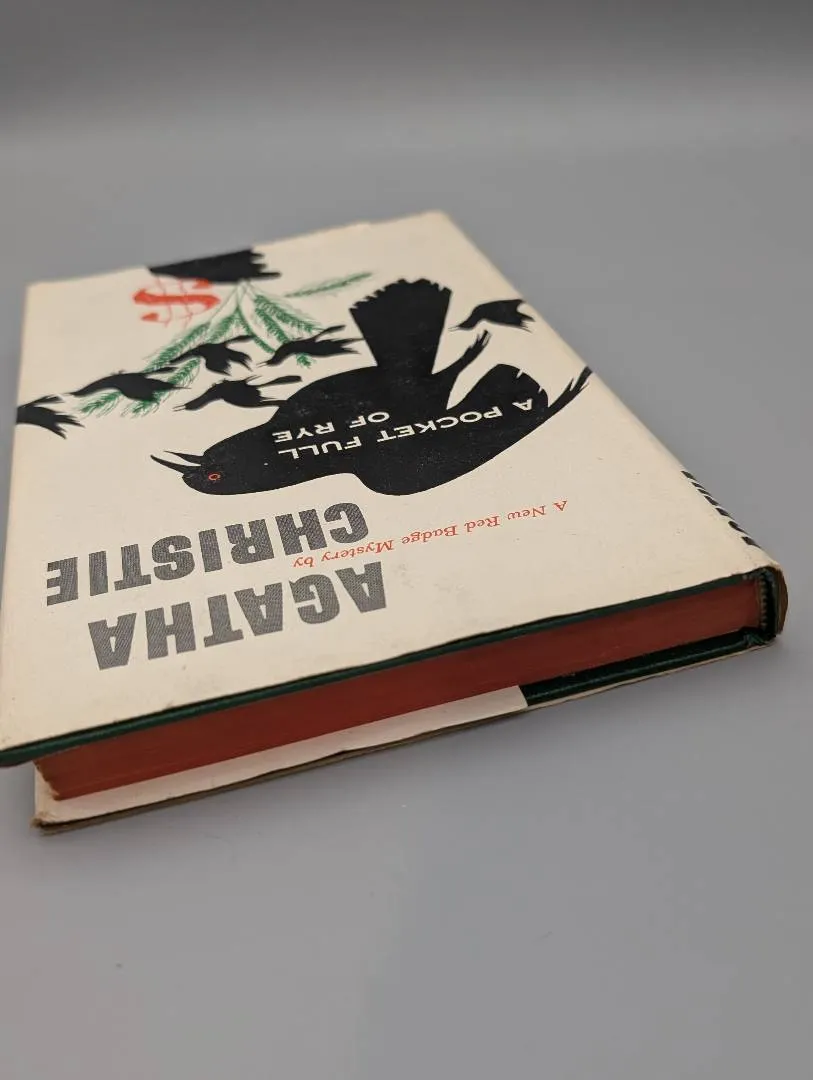 AGATHA
CHRISTIE
A New Red Badge Mystery by
A POCKET FULL
OF RYE